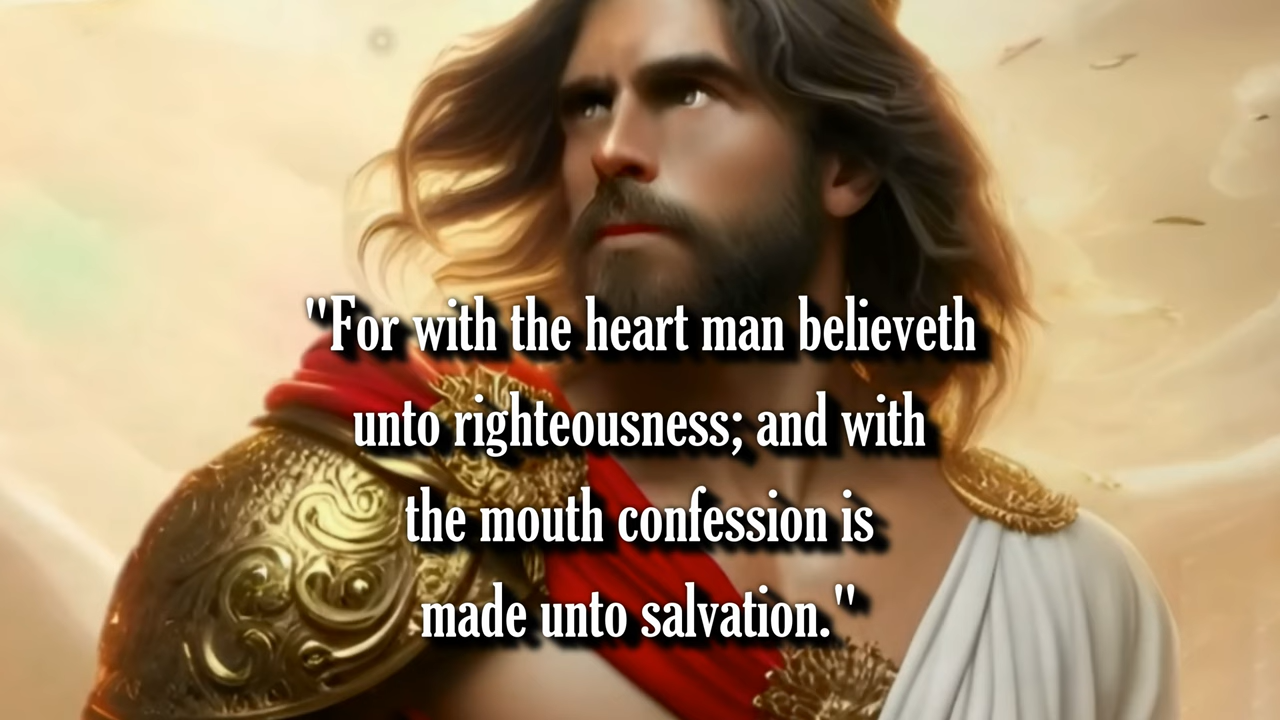 "For with the heart man believeth
unto righteousness; and with
the mouth confession is
made unto salvation."